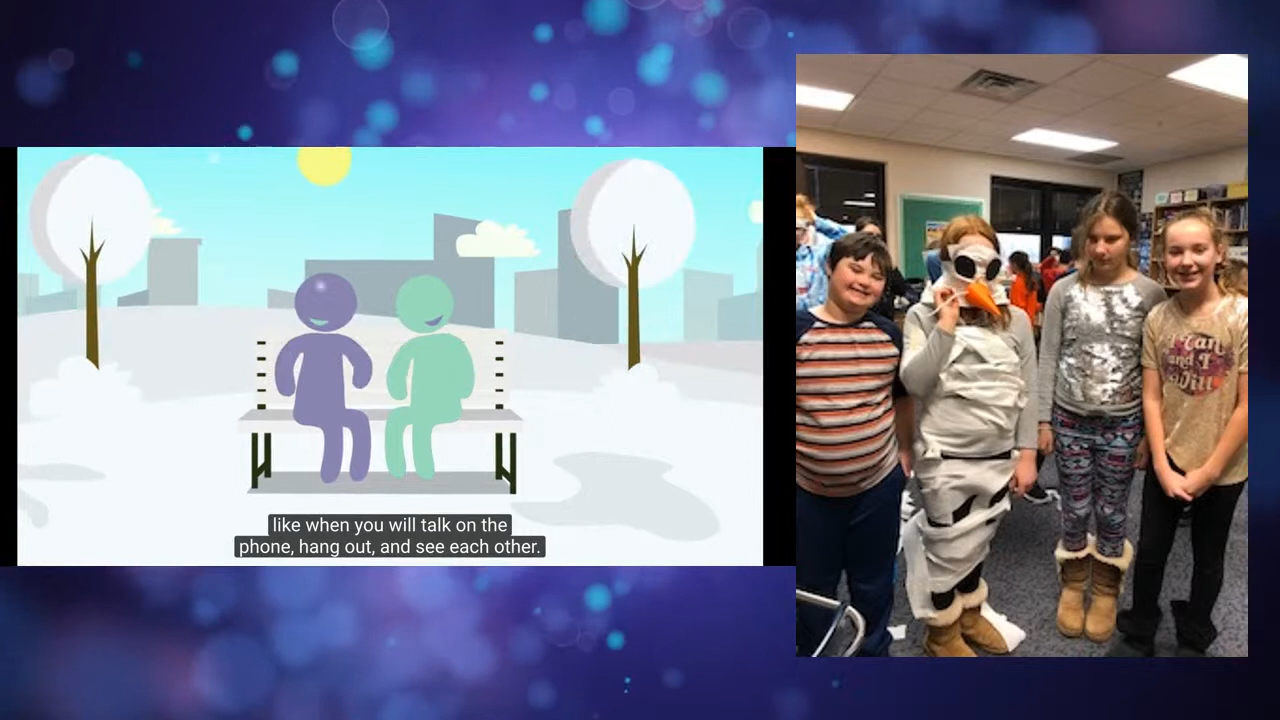 like when you will talk on the
phone, hang out, and see each other.
I can
and I
Will